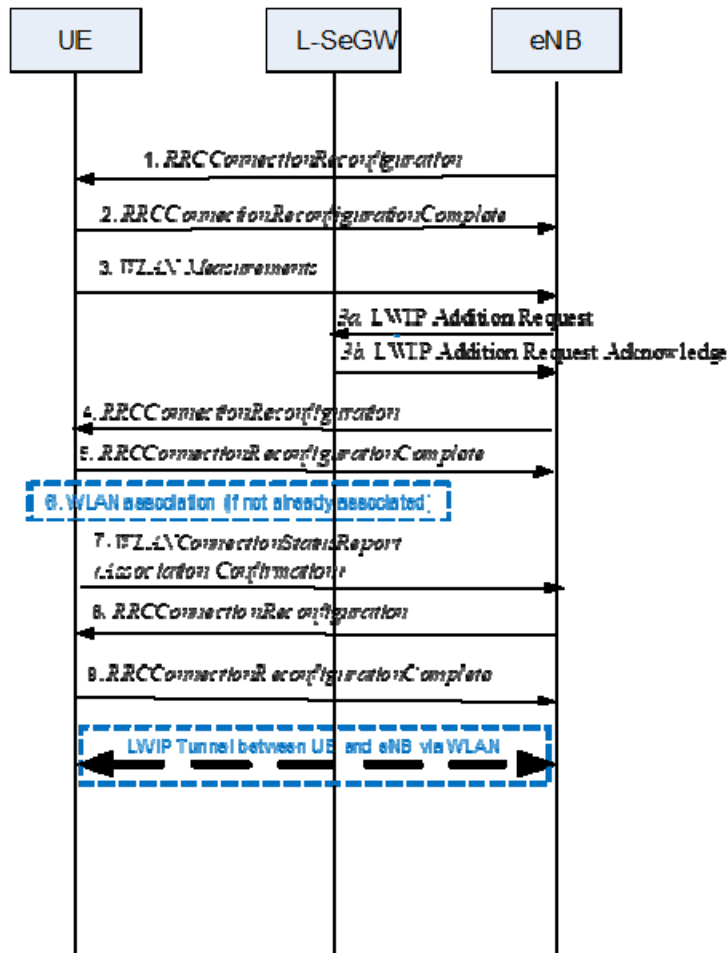 UE
L-SeGW
eNB
1. RRCConnectionReconfiguration
2. RRCConnectionReconfigurationComplete
3. WLAN Measurements
3a. LWIP Addition Request
3b. LWIP Addition Request Acknowledge
4. RRCConnectionReconfiguration
5. RRCConnectionReconfigurationComplete
6. WLAN association (if not already associated)
7. WLANConnectionStatusReport
(Association Confirmation)
8. RRCConnectionReconfiguration
9. RRCConnectionReconfigurationComplete
LWIP Tunnel between UE and eNB via WLAN